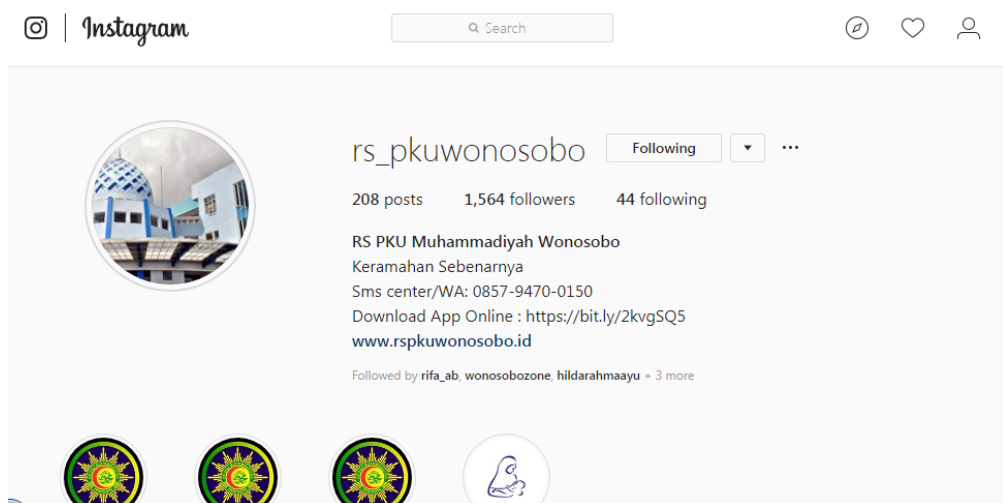 Instagram
Search
rs_pkuwonosobo
Following
208 posts 1,564 followers 44 following
RS PKU Muhammadiyah Wonosobo
Keramahan Sebenarnya
Sms center/WA: 0857-9470-0150
Download App Online : https://bit.ly/2kvgSQ5
www.rspkuwonosobo.id
Followed by rifa_ab, wonosobozone, hildarahmaayu + 3 more